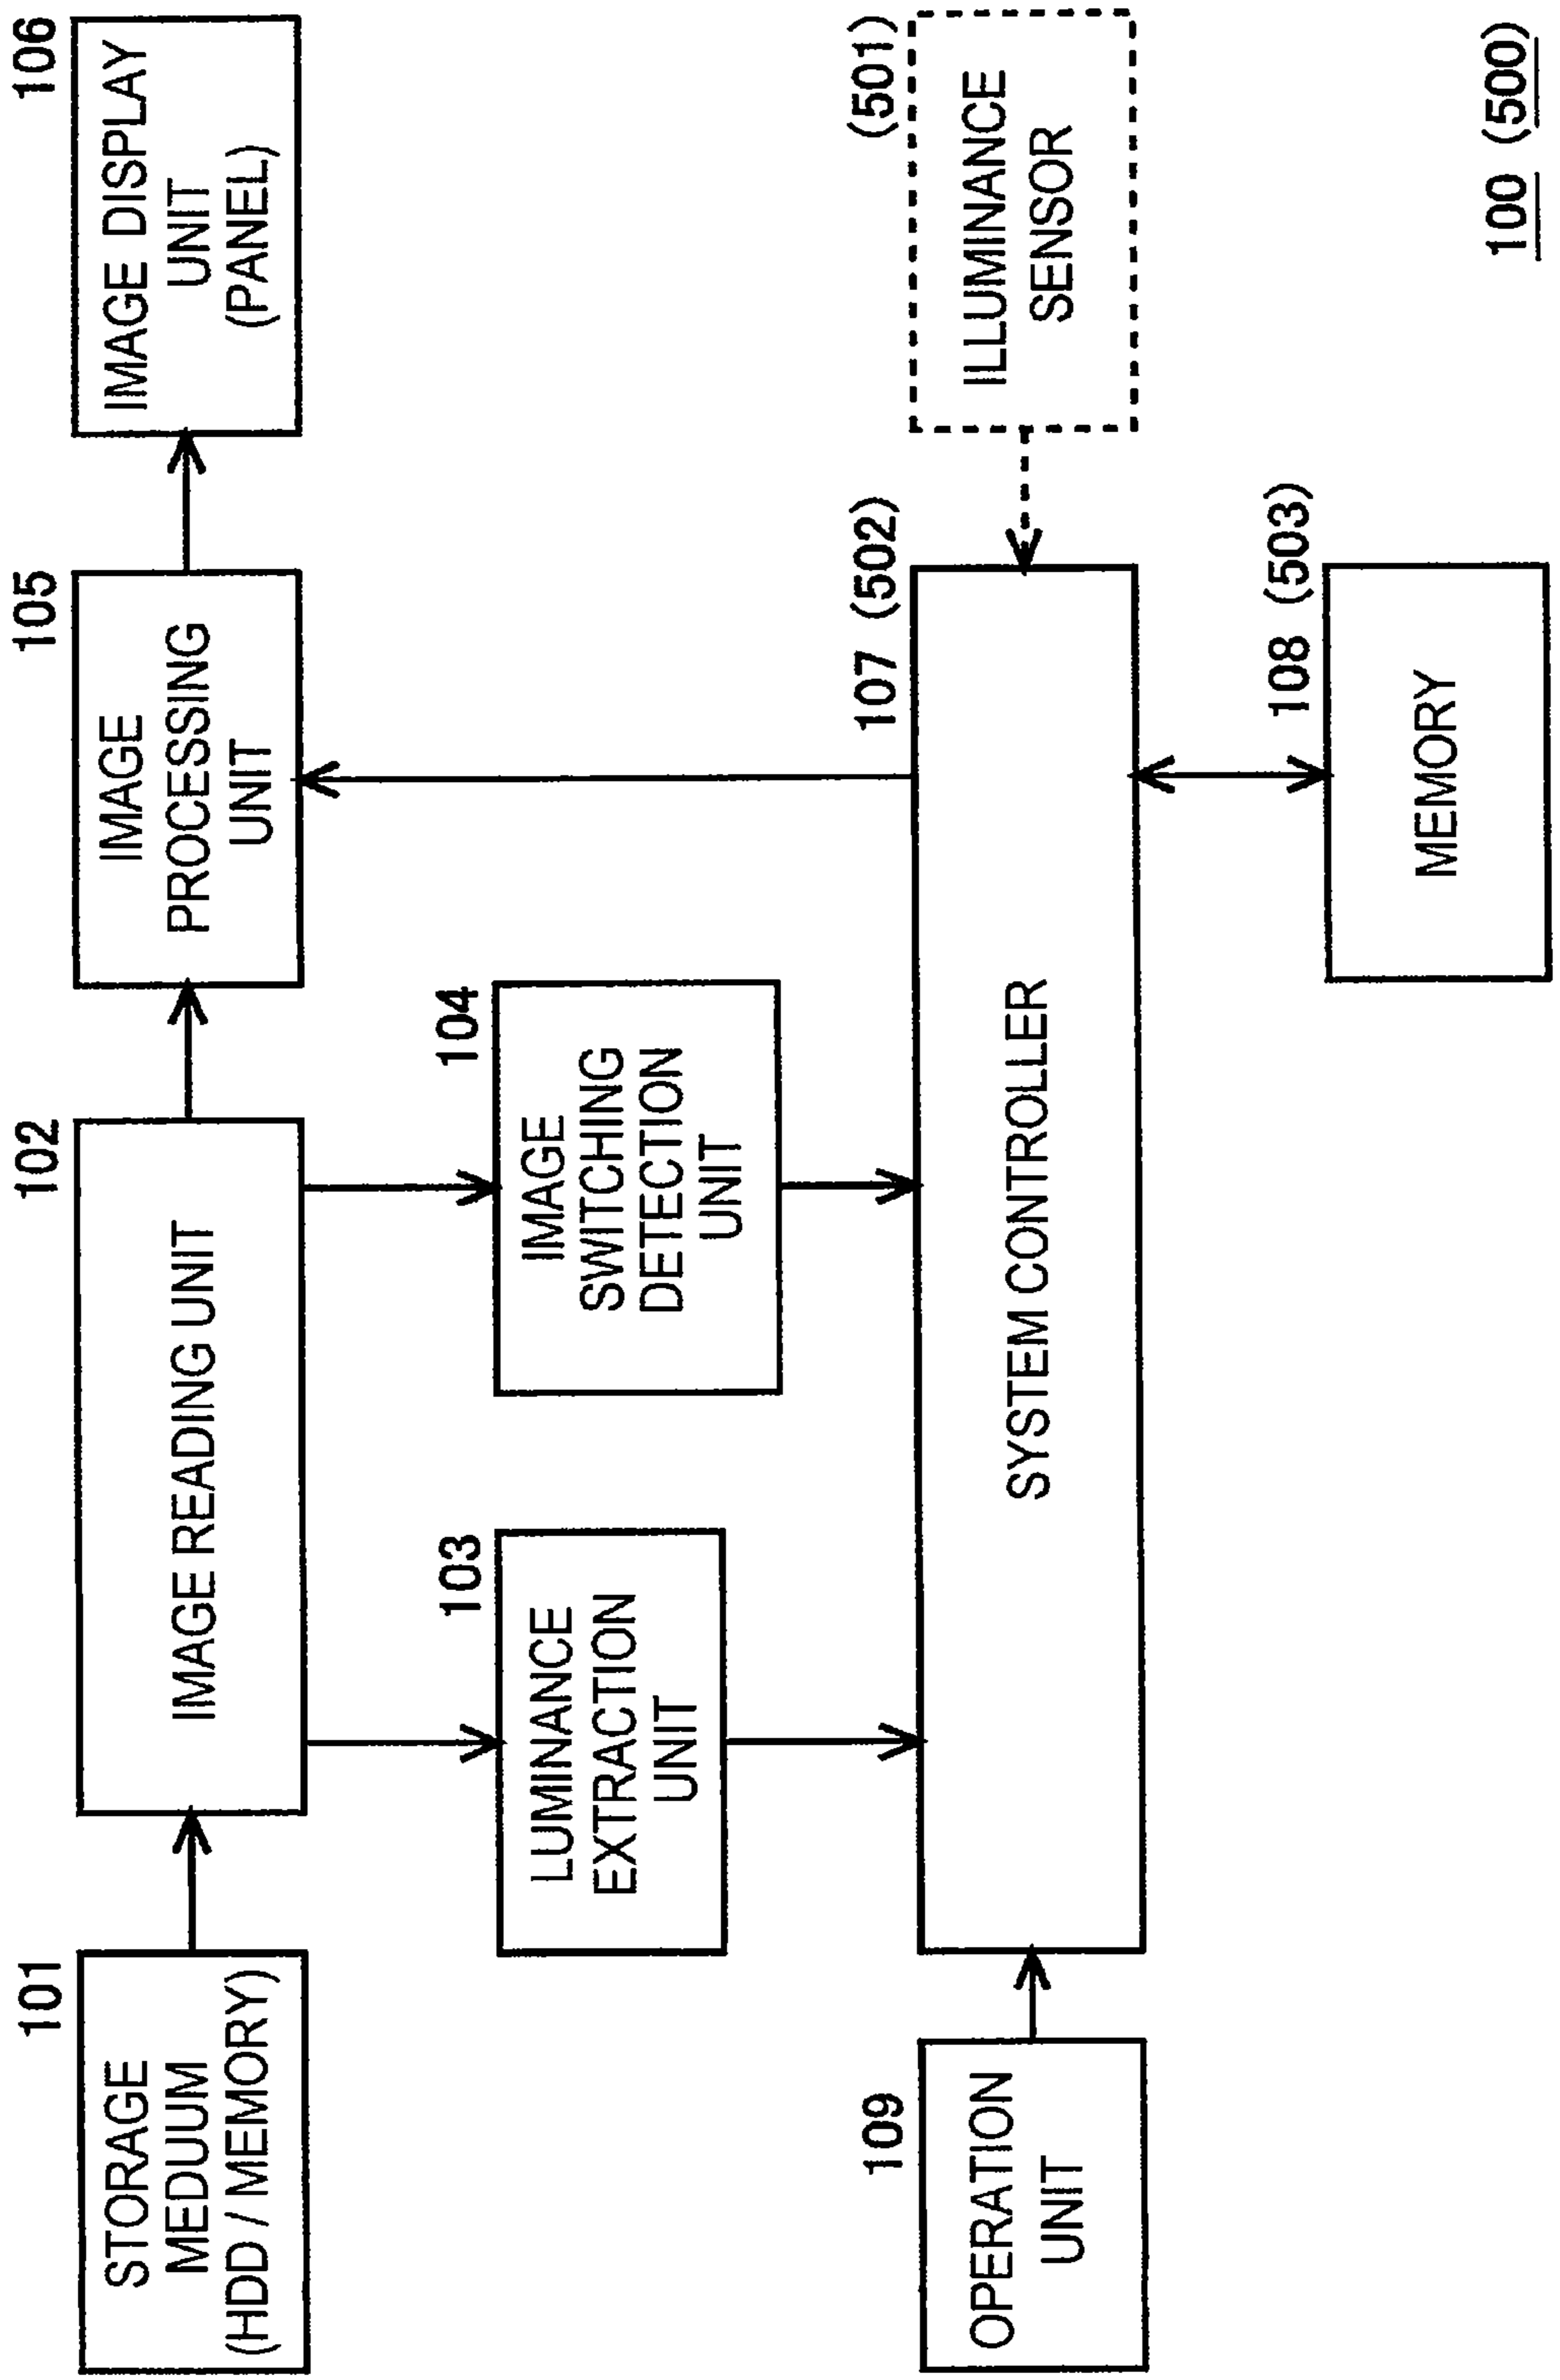 101
STORAGE
MEDUUM
(HDD / MEMORY)
102
IMAGE READING UNIT
105
IMAGE
PROCESSING
UNIT
106
IMAGE DISPLAY
UNIT
(PANEL)
103
LUMINANCE
EXTRACTION
UNIT
104
IMAGE
SWITCHING
DETECTION
UNIT
109
OPERATION
UNIT
107 (502)
SYSTEM CONTROLLER
(501)
ILLUMINANCE
SENSOR
108 (503)
MEMORY
100 (500)